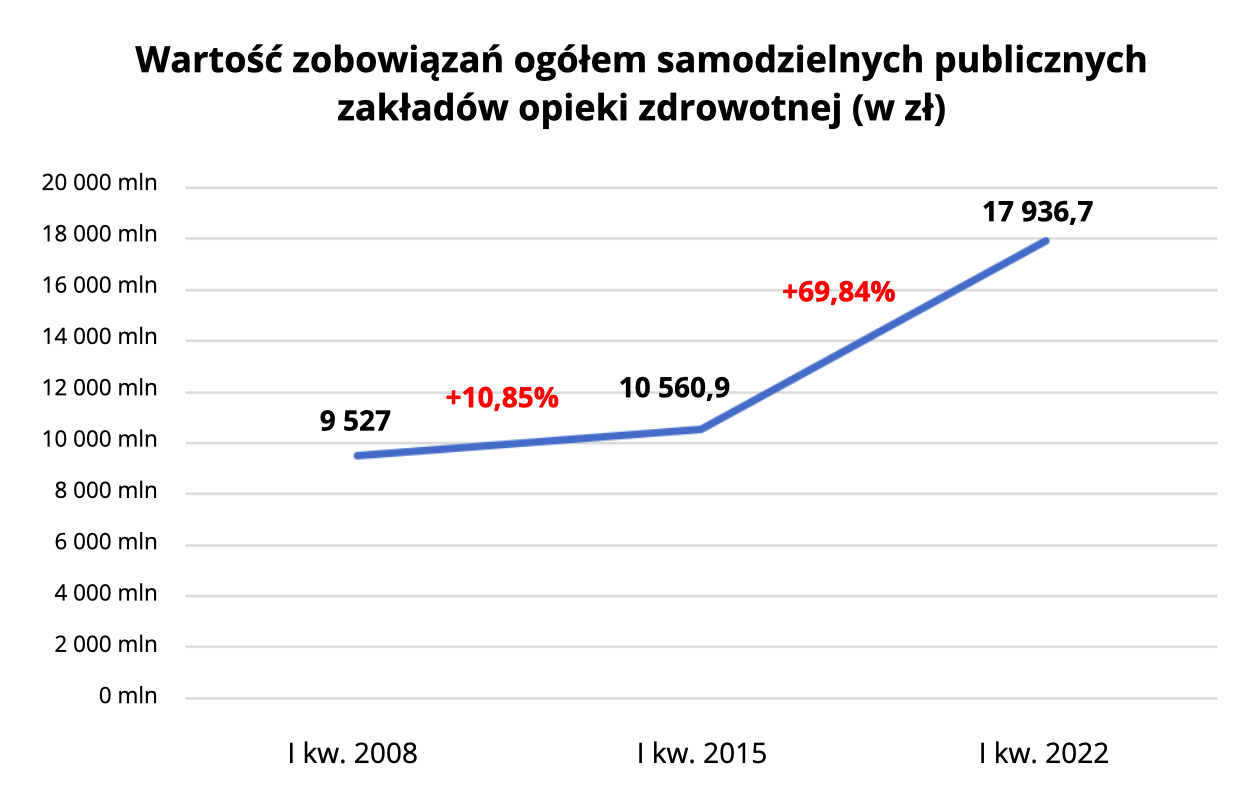 Wartość zobowiązań ogółem samodzielnych publicznych
zakładów opieki zdrowotnej (w zł)
20 000 mln
18 000 mln
16 000 mln
14 000 mln
12 000 mln
10 000 mln
8 000 mln
6 000 mln
4 000 mln
2 000 mln
0 mln
9 527
+10,85%
10 560,9
+69,84%
17 936,7
I kw. 2008
I kw. 2015
I kw. 2022